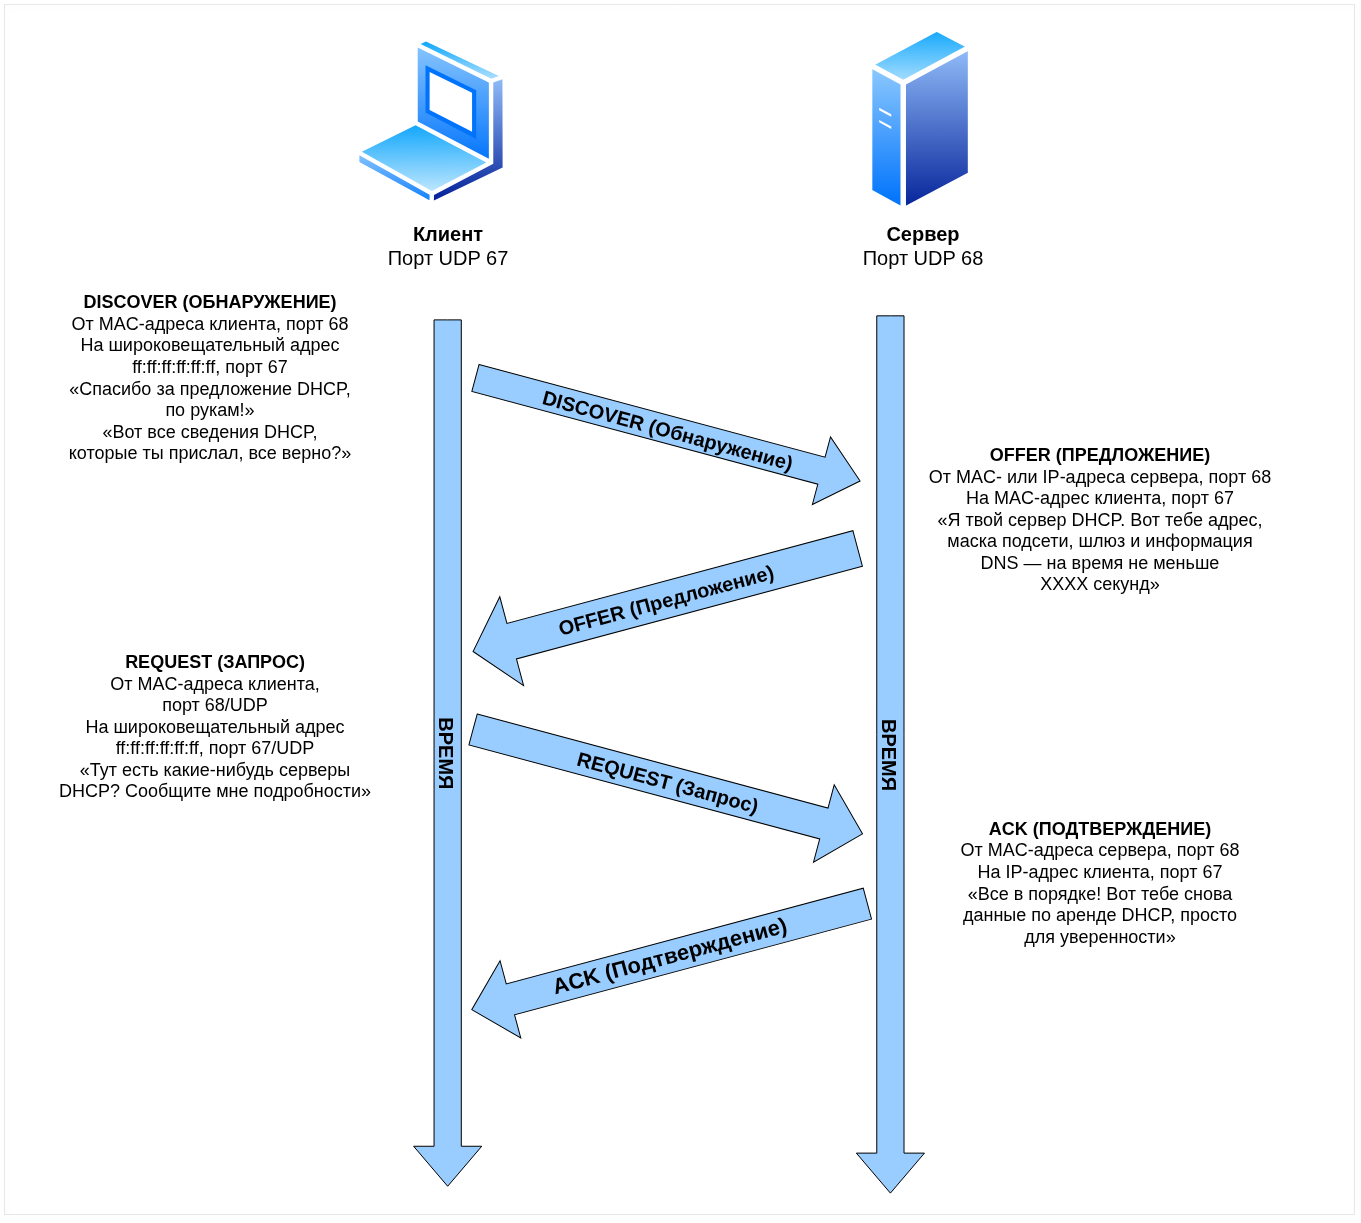 Клиент
Порт UDP 67
Сервер
Порт UDP 68
DISCOVER (ОБНАРУЖЕНИЕ)
От MAC-адреса клиента, порт 68
На широковещательный адрес
ff:ff:ff:ff:ff:ff, порт 67
«Спасибо за предложение DHCP,
по рукам!»
«Вот все сведения DHCP,
которые ты прислал, все верно?»
DISCOVER (Обнаружение)
OFFER (ПРЕДЛОЖЕНИЕ)
От MAC- или IP-адреса сервера, порт 68
На MAC-адрес клиента, порт 67
«Я твой сервер DHCP. Вот тебе адрес,
маска подсети, шлюз и информация
DNS — на время не меньше
XXXX секунд»
OFFER (Предложение)
REQUEST (ЗАПРОС)
От MAC-адреса клиента,
порт 68/UDP
На широковещательный адрес
ff:ff:ff:ff:ff:ff, порт 67/UDP
«Тут есть какие-нибудь серверы
DHCP? Сообщите мне подробности»
ВРЕМЯ
REQUEST (Запрос)
ВРЕМЯ
ACK (ПОДТВЕРЖДЕНИЕ)
От MAC-адреса сервера, порт 68
На IP-адрес клиента, порт 67
«Все в порядке! Вот тебе снова
данные по аренде DHCP, просто
для уверенности»
ACK (Подтверждение)